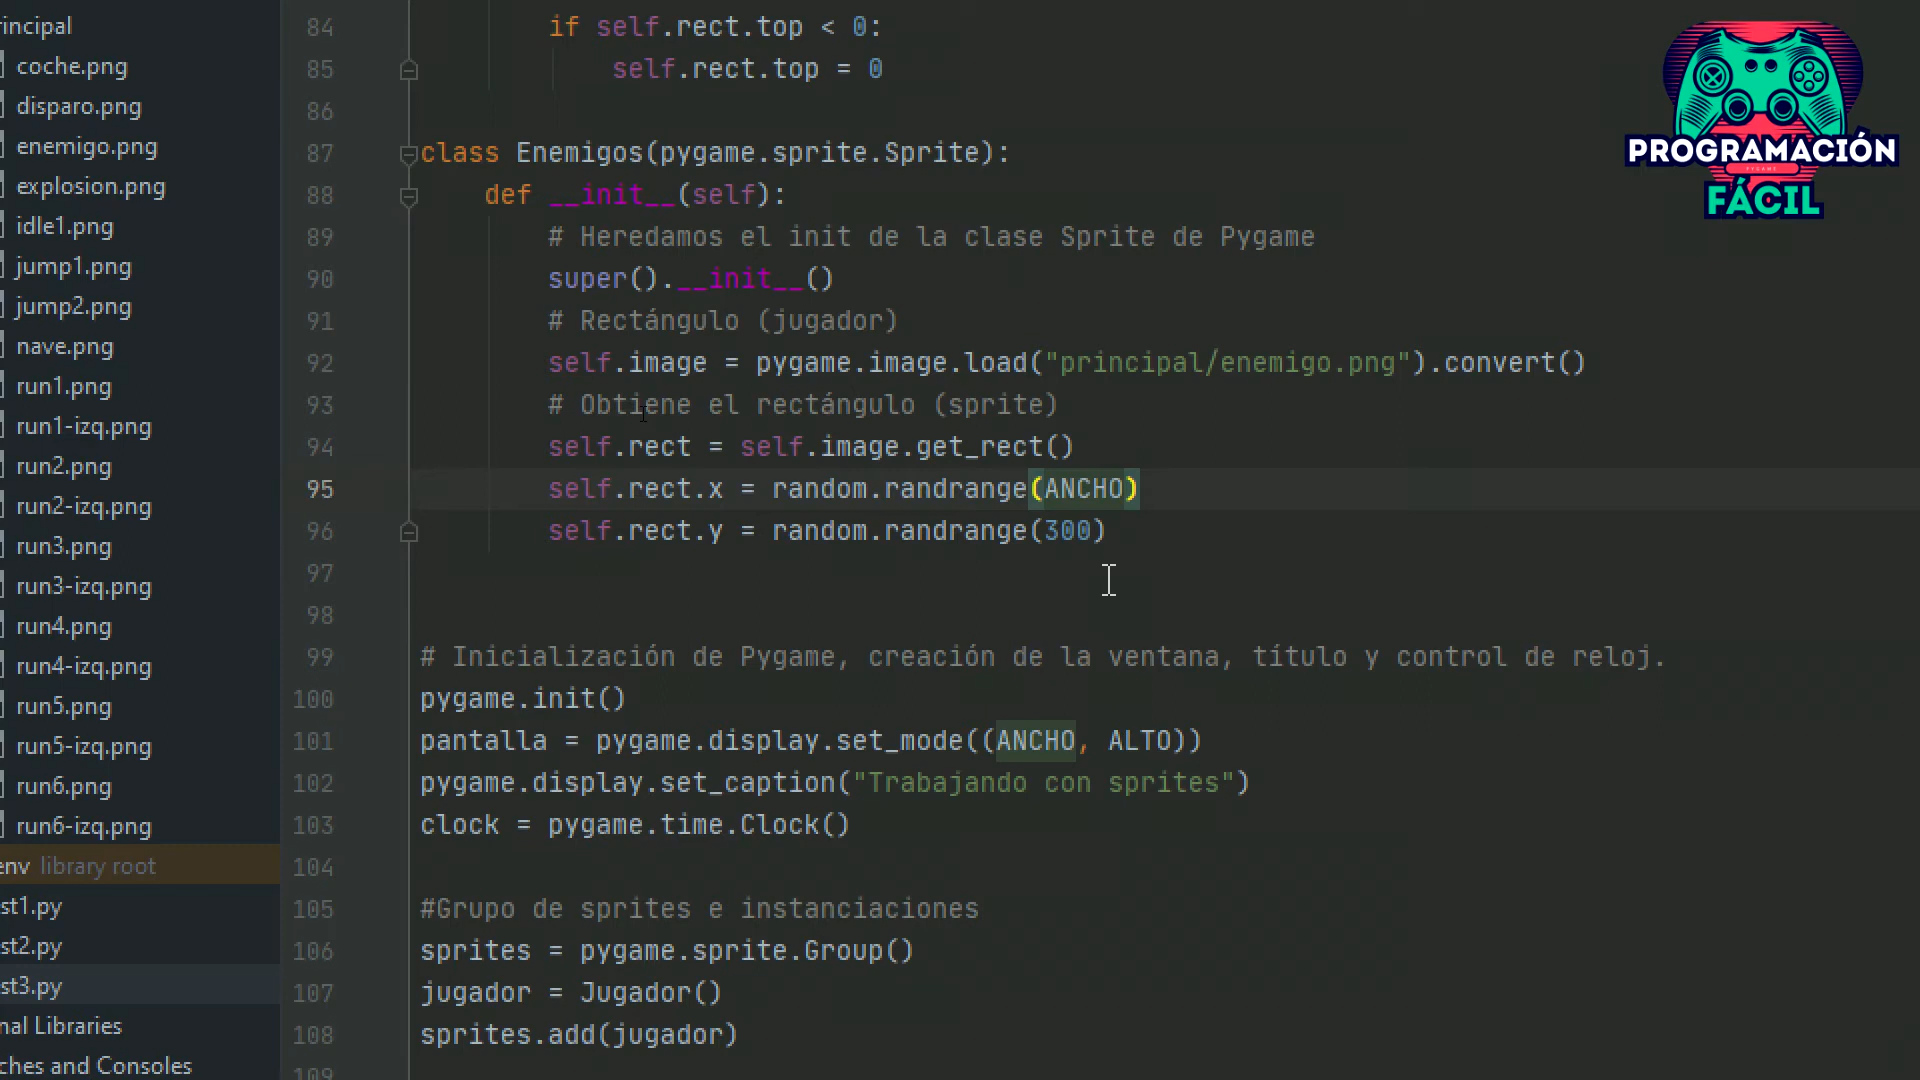 rincipal
coche.png
disparo.png
enemigo.png
explosion.png
idle1.png
jump1.png
jump2.png
nave.png
run1.png
run1-izq.png
run2.png
run2-izq.png
run3.png
run3-izq.png
run4.png
run4-izq.png
run5.png
run5-izq.png
run6.png
run6-izq.png
env library root
st1.py
st2.py
st3.py
nal Libraries
ches and Consoles
84 if self.rect.top < 0:
85 self.rect.top = 0
86
87 class Enemigos(pygame.sprite.Sprite):
88 def __init__(self):
89 # Heredamos el init de la clase Sprite de Pygame
90 super().__init__()
91 # Rectángulo (jugador)
92 self.image = pygame.image.load("principal/enemigo.png").convert()
93 # Obtiene el rectángulo (sprite)
94 self.rect = self.image.get_rect()
95 self.rect.x = random.randrange(ANCHO)
96 self.rect.y = random.randrange(300)
97
98
99 # Inicialización de Pygame, creación de la ventana, título y control de reloj.
100 pygame.init()
101 pantalla = pygame.display.set_mode((ANCHO, ALTO))
102 pygame.display.set_caption("Trabajando con sprites")
103 clock = pygame.time.Clock()
104
105 #Grupo de sprites e instanciaciones
106 sprites = pygame.sprite.Group()
107 jugador = Jugador()
108 sprites.add(jugador)
109
PROGRAMACIÓN
PYGAME
FÁCIL